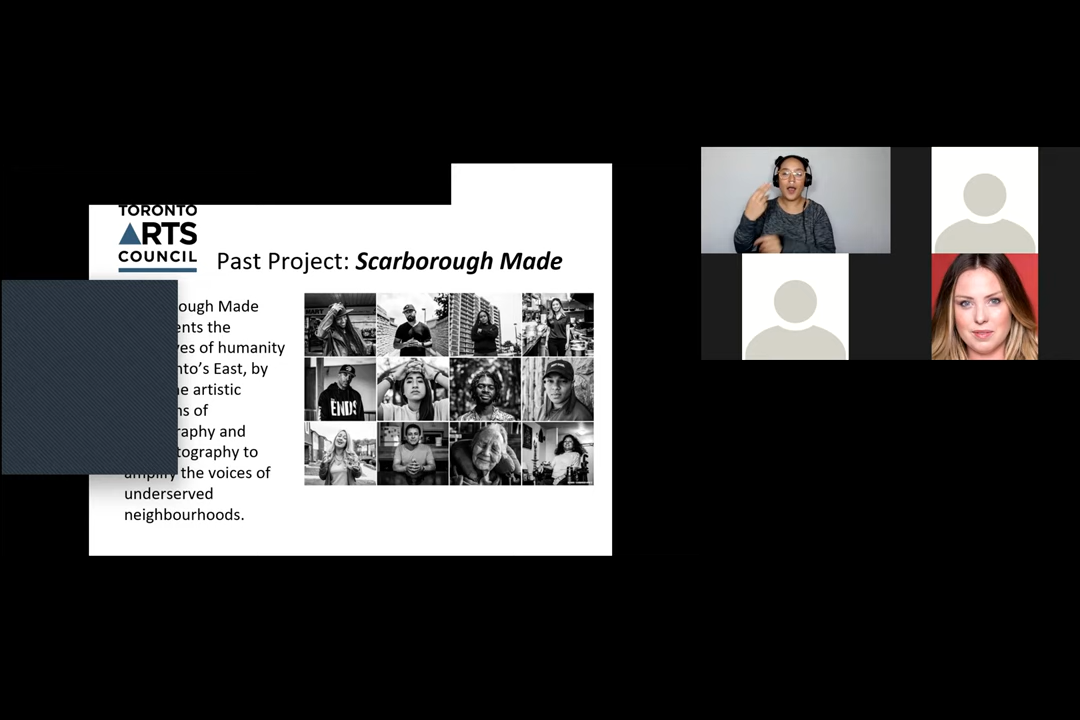 TORONTO
ARTS
COUNCIL
Past Project: Scarborough Made
ough Made
ents the
ves of humanity
nto's East, by
e artistic
ns of
raphy and
tography to
amplify the voices of
underserved
neighbourhoods.
ENDS